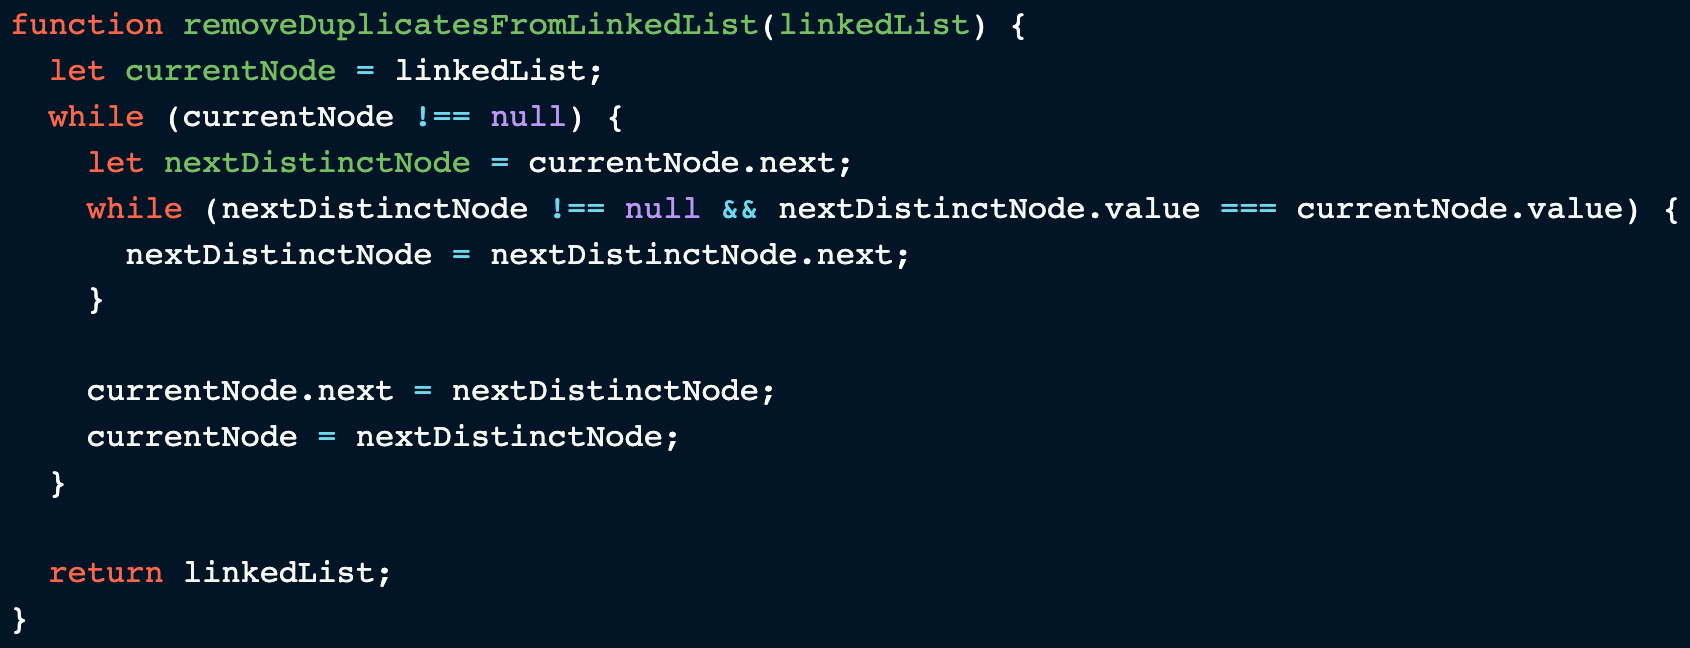 function removeDuplicatesFromLinkedList(linkedList) {
  let currentNode = linkedList;
  while (currentNode !== null) {
    let nextDistinctNode = currentNode.next;
    while (nextDistinctNode !== null && nextDistinctNode.value === currentNode.value) {
      nextDistinctNode = nextDistinctNode.next;
    }

    currentNode.next = nextDistinctNode;
    currentNode = nextDistinctNode;
  }

  return linkedList;
}